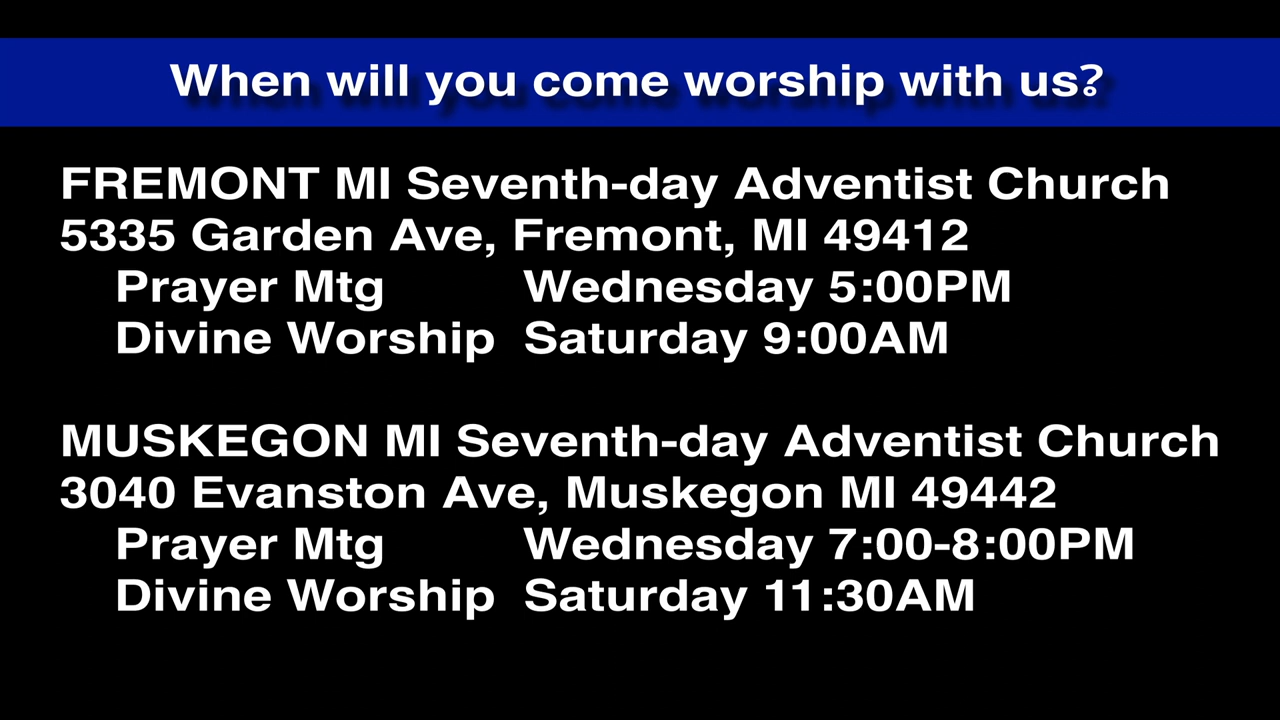 When will you come worship with us?
FREMONT MI Seventh-day Adventist Church
5335 Garden Ave, Fremont, MI 49412
Prayer Mtg Wednesday 5:00PM
Divine Worship Saturday 9:00AM
MUSKEGON MI Seventh-day Adventist Church
3040 Evanston Ave, Muskegon MI 49442
Prayer Mtg Wednesday 7:00-8:00PM
Divine Worship Saturday 11:30AM